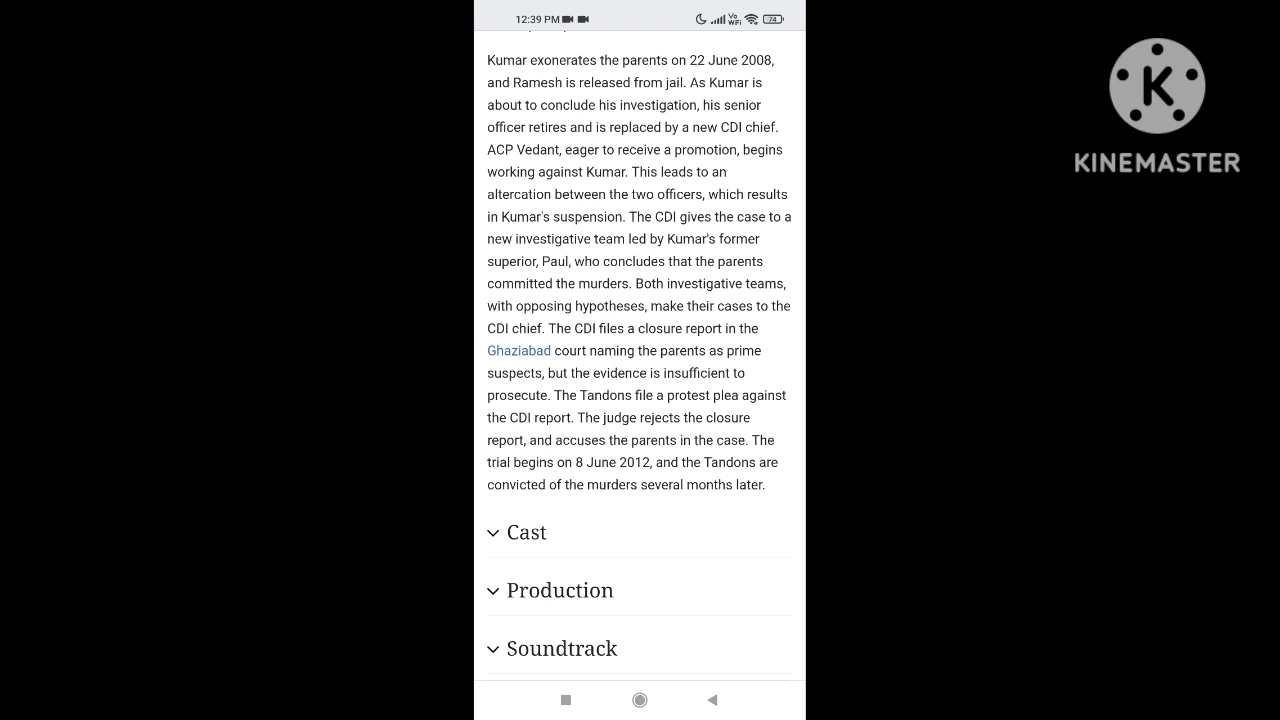 12:39 PM
Vo
WiFi
74
Kumar exonerates the parents on 22 June 2008,
and Ramesh is released from jail. As Kumar is
about to conclude his investigation, his senior
officer retires and is replaced by a new CDI chief.
ACP Vedant, eager to receive a promotion, begins
working against Kumar. This leads to an
altercation between the two officers, which results
in Kumar's suspension. The CDI gives the case to a
new investigative team led by Kumar's former
superior, Paul, who concludes that the parents
committed the murders. Both investigative teams,
with opposing hypotheses, make their cases to the
CDI chief. The CDI files a closure report in the
Ghaziabad court naming the parents as prime
suspects, but the evidence is insufficient to
prosecute. The Tandons file a protest plea against
the CDI report. The judge rejects the closure
report, and accuses the parents in the case. The
trial begins on 8 June 2012, and the Tandons are
convicted of the murders several months later.
Cast
Production
Soundtrack
K
KINEMASTER